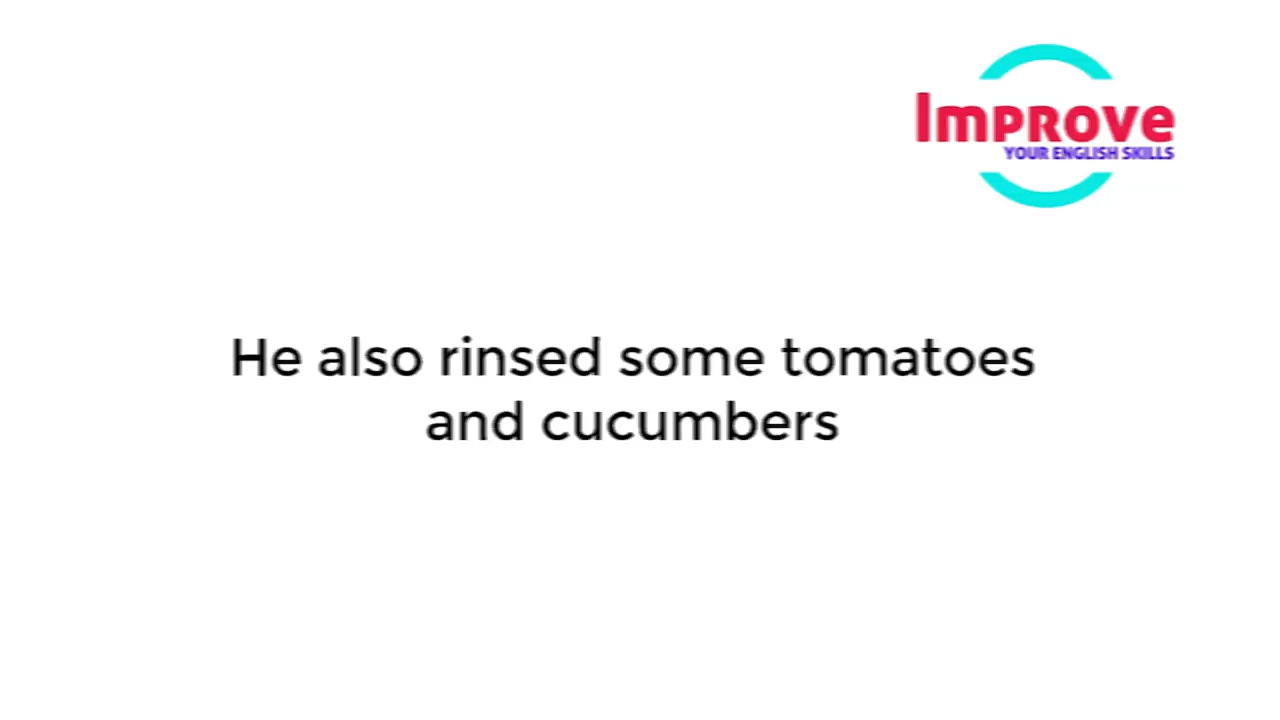 Improve
YOUR ENGLISH SKILLS
He also rinsed some tomatoes
and cucumbers